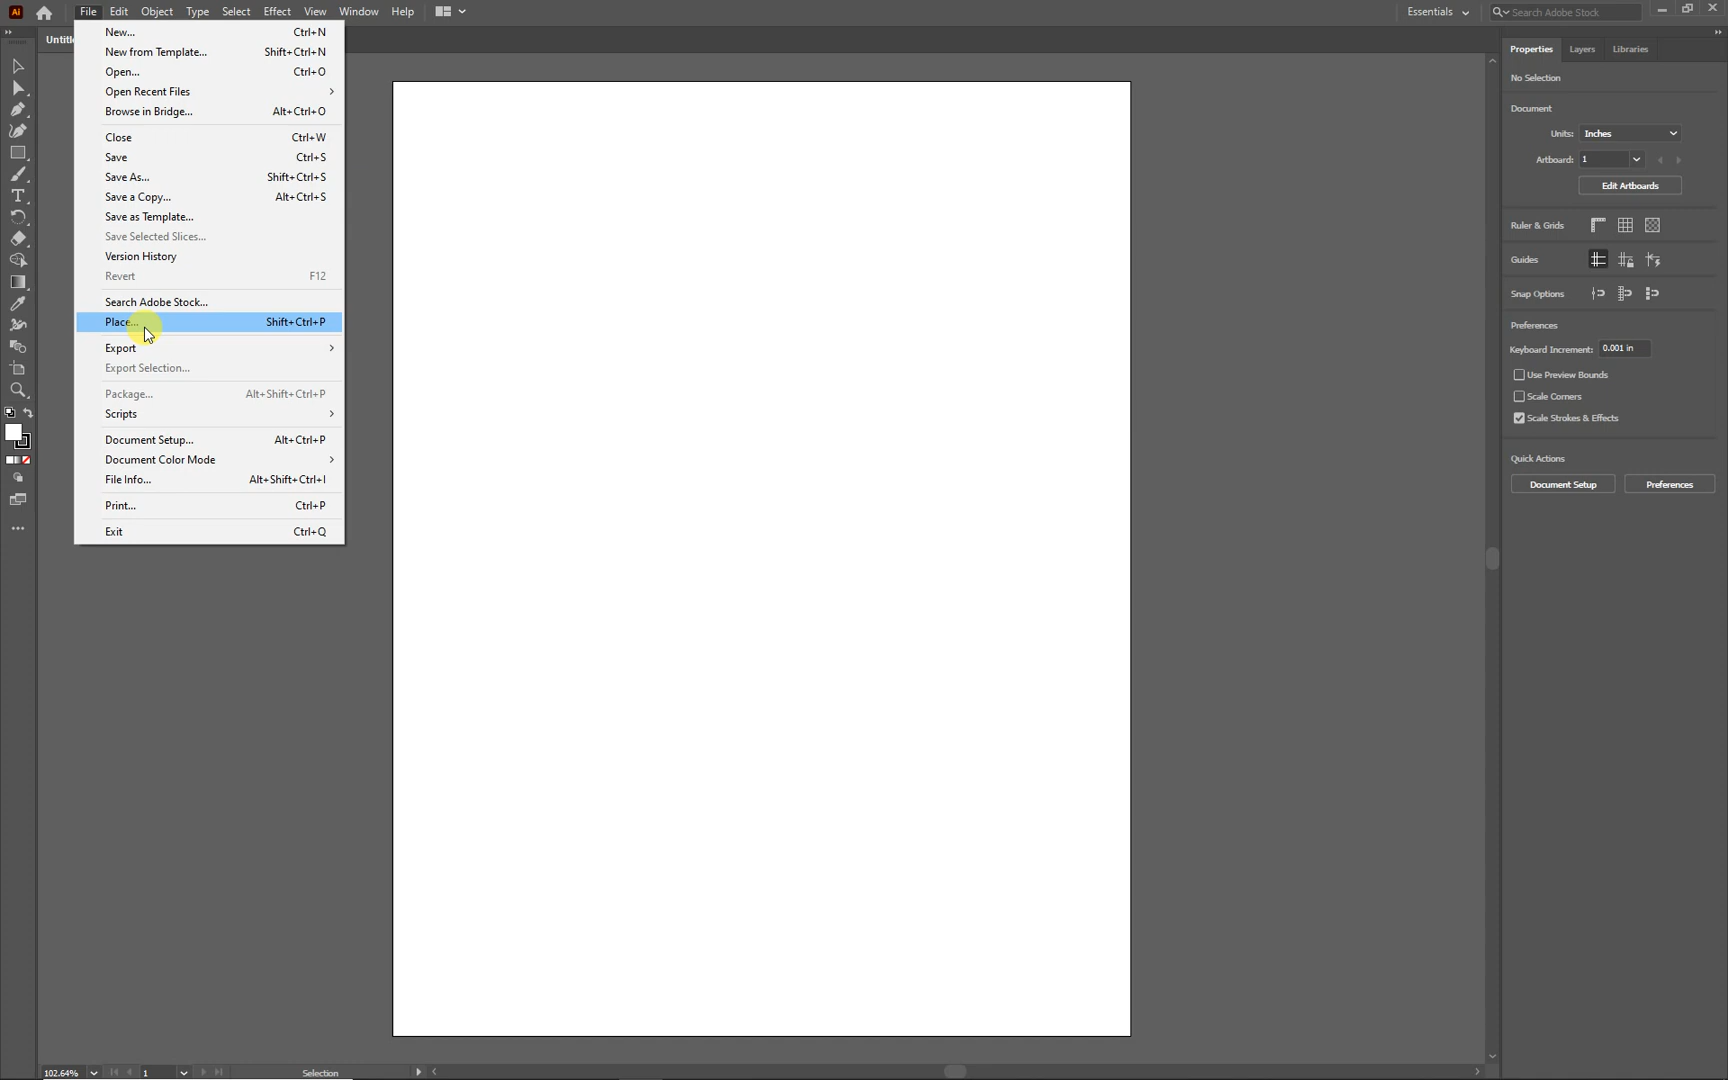 Ai File Edit Object Type Select Effect View Window Help Essentials Search Adobe Stock
Untitle
New... Ctrl+N
New from Template... Shift+Ctrl+N
Open... Ctrl+O
Open Recent Files
Browse in Bridge... Alt+Ctrl+O
Close Ctrl+W
Save Ctrl+S
Save As... Shift+Ctrl+S
Save a Copy... Alt+Ctrl+S
Save as Template...
Save Selected Slices...
Version History
Revert F12
Search Adobe Stock...
Place... Shift+Ctrl+P
Export
Export Selection...
Package... Alt+Shift+Ctrl+P
Scripts
Document Setup... Alt+Ctrl+P
Document Color Mode
File Info... Alt+Shift+Ctrl+I
Print... Ctrl+P
Exit Ctrl+Q
Properties Layers Libraries
No Selection
Document
Units: Inches
Artboard: 1
Edit Artboards
Ruler & Grids
Guides
Snap Options
Preferences
Keyboard Increment: 0.001 in
Use Preview Bounds
Scale Corners
Scale Strokes & Effects
Quick Actions
Document Setup Preferences
102.64% 1 Selection